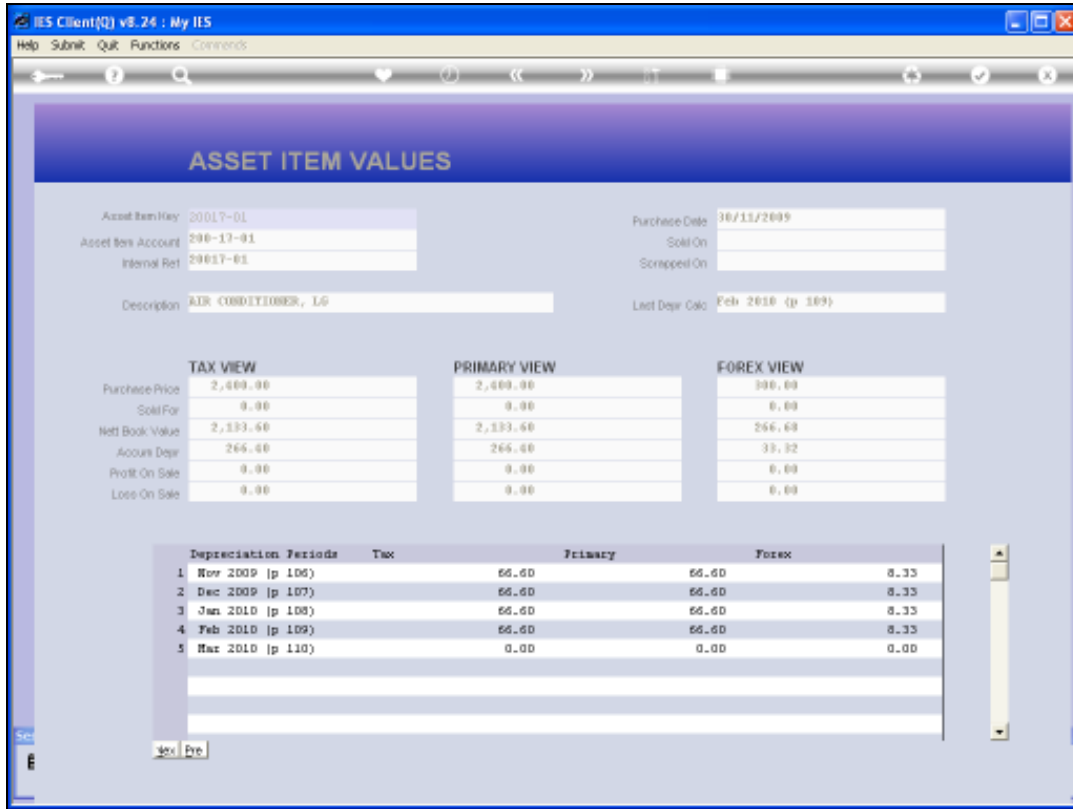 IES Client(Q) v8.24 : My IES
Help Submit Quit Functions Commands
ASSET ITEM VALUES
Asset Item Key 20017-01
Purchase Date 30/11/2009
Asset Item Account 200-17-01
Sold On
Internal Ref 20017-01
Scrapped On
Description AIR CONDITIONER, LG
Last Depr Calc Feb 2010 (p 109)
TAX VIEW PRIMARY VIEW FOREX VIEW
Purchase Price 2,400.00 2,400.00 300.00
Sold For 0.00 0.00 0.00
Nett Book Value 2,133.60 2,133.60 266.68
Accum Depr 266.40 266.40 33.32
Profit On Sale 0.00 0.00 0.00
Loss On Sale 0.00 0.00 0.00
Depreciation Periods Tax Primary Forex
1 Nov 2009 (p 106) 66.60 66.60 8.33
2 Dec 2009 (p 107) 66.60 66.60 8.33
3 Jan 2010 (p 108) 66.60 66.60 8.33
4 Feb 2010 (p 109) 66.60 66.60 8.33
5 Mar 2010 (p 110) 0.00 0.00 0.00
Nex Pre